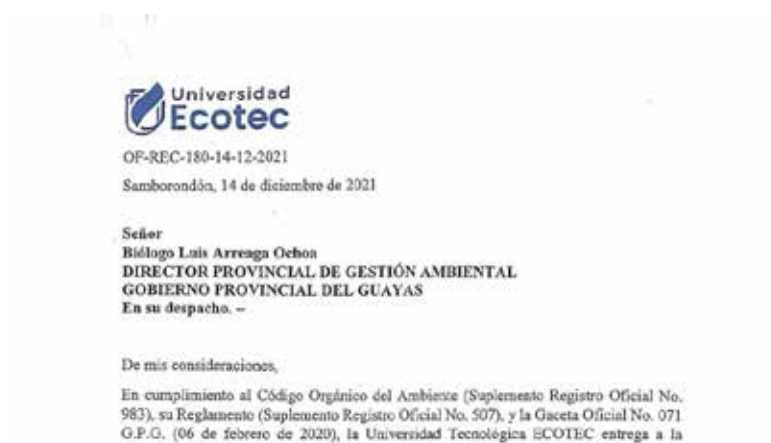 Universidad
Ecotec
OF-REC-180-14-12-2021
Samborondón, 14 de diciembre de 2021
Señor
Biólogo Luis Arreaga Ochoa
DIRECTOR PROVINCIAL DE GESTIÓN AMBIENTAL
GOBIERNO PROVINCIAL DEL GUAYAS
En su despacho. –
De mis consideraciones,
En cumplimiento al Código Orgánico del Ambiente (Suplemento Registro Oficial No.
983), su Reglamento (Suplemento Registro Oficial No. 507), y la Gaceta Oficial No. 071
G.P.G. (06 de febrero de 2020), la Universidad Tecnológica ECOTEC entrega a la